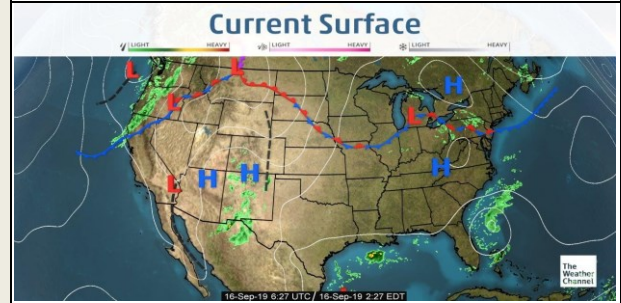 Current Surface
LIGHT HEAVY LIGHT HEAVY LIGHT HEAVY
L
L
L
H
L
L
H
H
H
L
The
Weather
Channel
16-Sep-19 6:27 UTC / 16-Sep-19 2:27 EDT